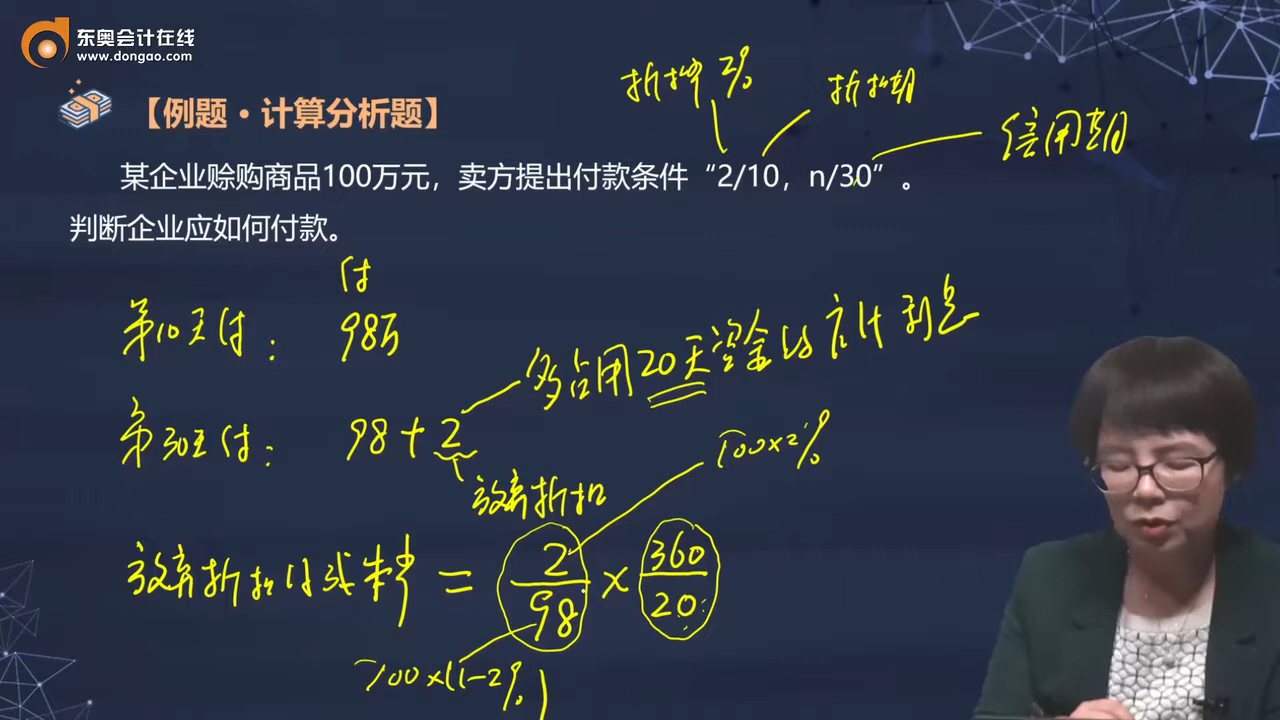 东奥会计在线
www.dongao.com
折扣率 2%
折扣期
信用期
【例题·计算分析题】
某企业赊购商品100万元，卖方提出付款条件“2/10，n/30”。
判断企业应如何付款。
付
第10天付： 98万
多占用20天资金的计利息
第30天付： 98+2
放弃折扣
100×2%
放弃折扣成本率 = 2/98 × 360/20
100×(1-2%)